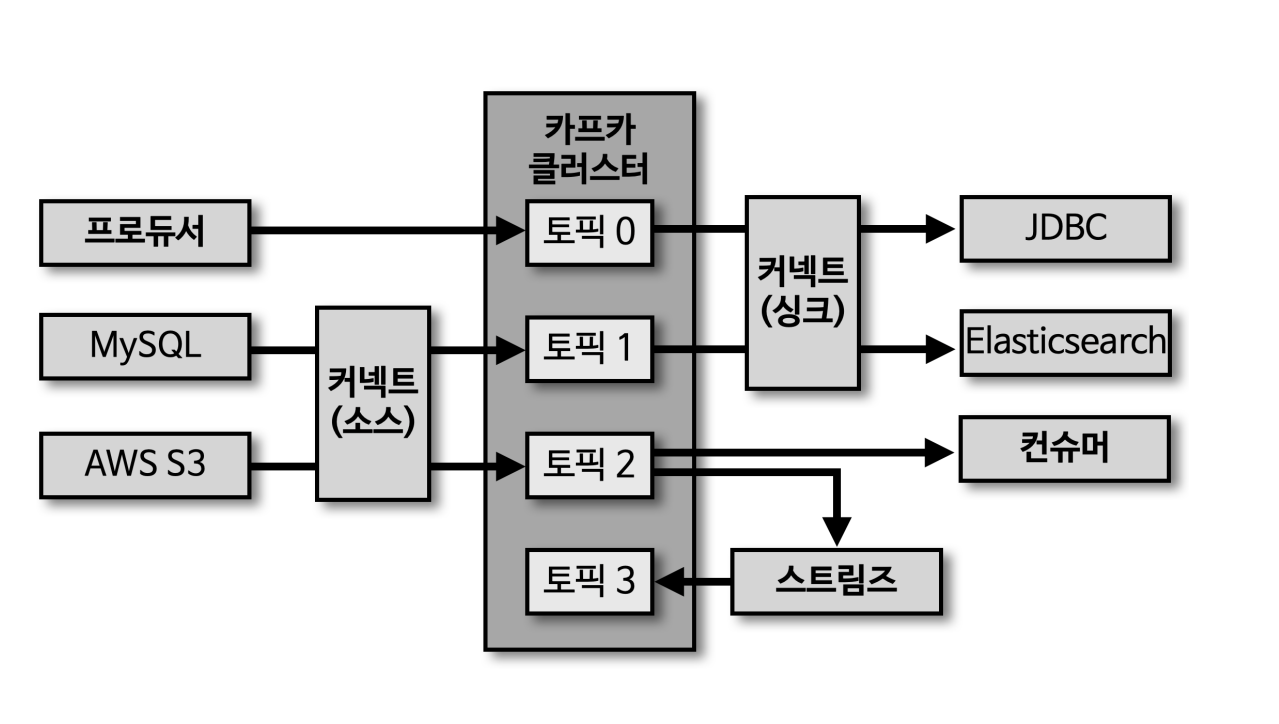 카프카
클러스터
프로듀서
토픽 0
JDBC
커넥트
(싱크)
MySQL
토픽 1
Elasticsearch
커넥트
(소스)
AWS S3
토픽 2
컨슈머
토픽 3
스트림즈